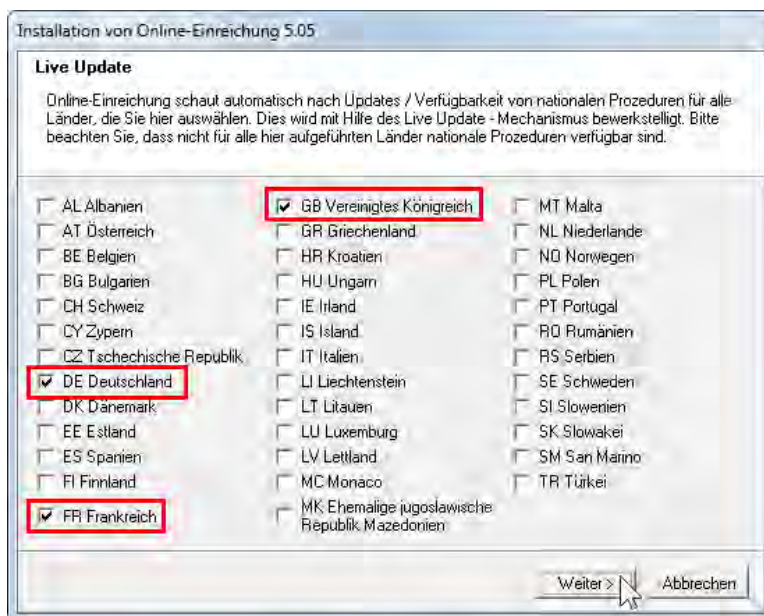 Installation von Online-Einreichung 5.05
Live Update
Online-Einreichung schaut automatisch nach Updates / Verfügbarkeit von nationalen Prozeduren für alle
Länder, die Sie hier auswählen. Dies wird mit Hilfe des Live Update - Mechanismus bewerkstelligt. Bitte
beachten Sie, dass nicht für alle hier aufgeführten Länder nationale Prozeduren verfügbar sind.
AL Albanien
AT Österreich
BE Belgien
BG Bulgarien
CH Schweiz
CY Zypern
CZ Tschechische Republik
DE Deutschland
DK Dänemark
EE Estland
ES Spanien
FI Finnland
FR Frankreich
GB Vereinigtes Königreich
GR Griechenland
HR Kroatien
HU Ungarn
IE Irland
IS Island
IT Italien
LI Liechtenstein
LT Litauen
LU Luxemburg
LV Lettland
MC Monaco
MK Ehemalige jugoslawische
Republik Mazedonien
MT Malta
NL Niederlande
NO Norwegen
PL Polen
PT Portugal
RO Rumänien
RS Serbien
SE Schweden
SI Slowenien
SK Slowakei
SM San Marino
TR Türkei
Weiter >
Abbrechen